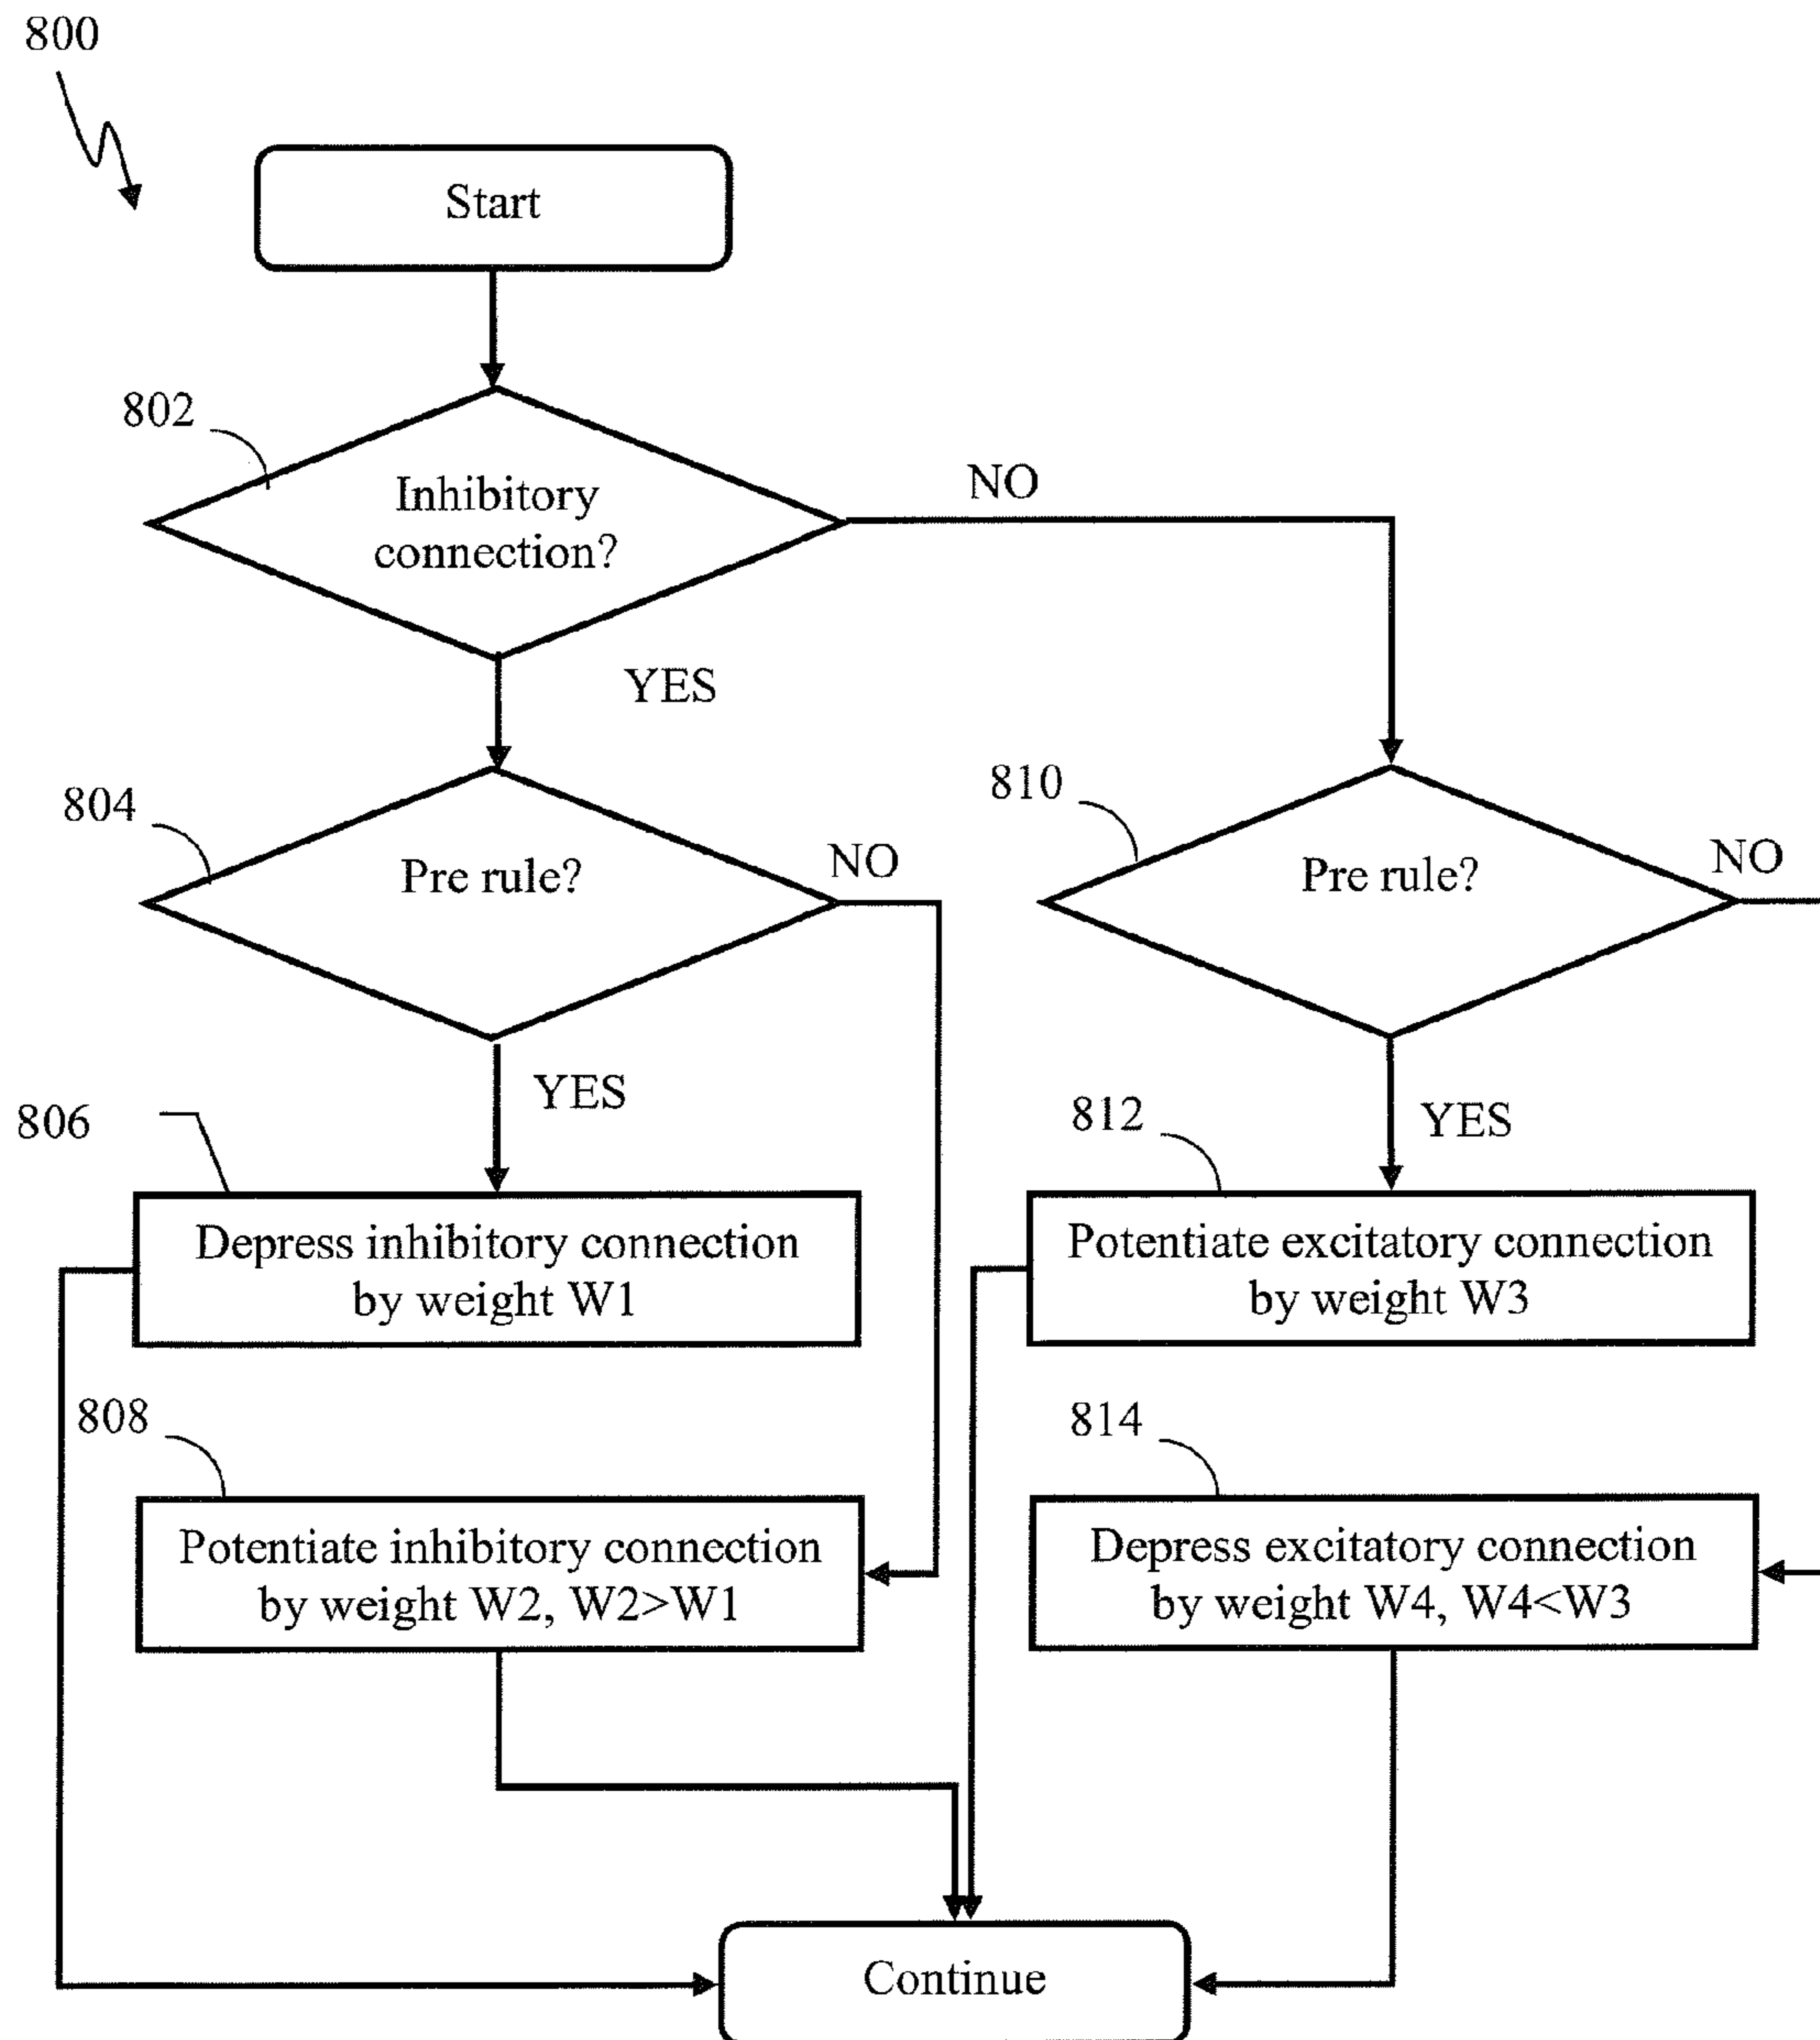 800
Start
802
Inhibitory
connection?
NO
YES
804
Pre rule?
NO
810
Pre rule?
NO
YES
806
Depress inhibitory connection
by weight W1
812
YES
Potentiate excitatory connection
by weight W3
808
Potentiate inhibitory connection
by weight W2, W2>W1
814
Depress excitatory connection
by weight W4, W4<W3
Continue